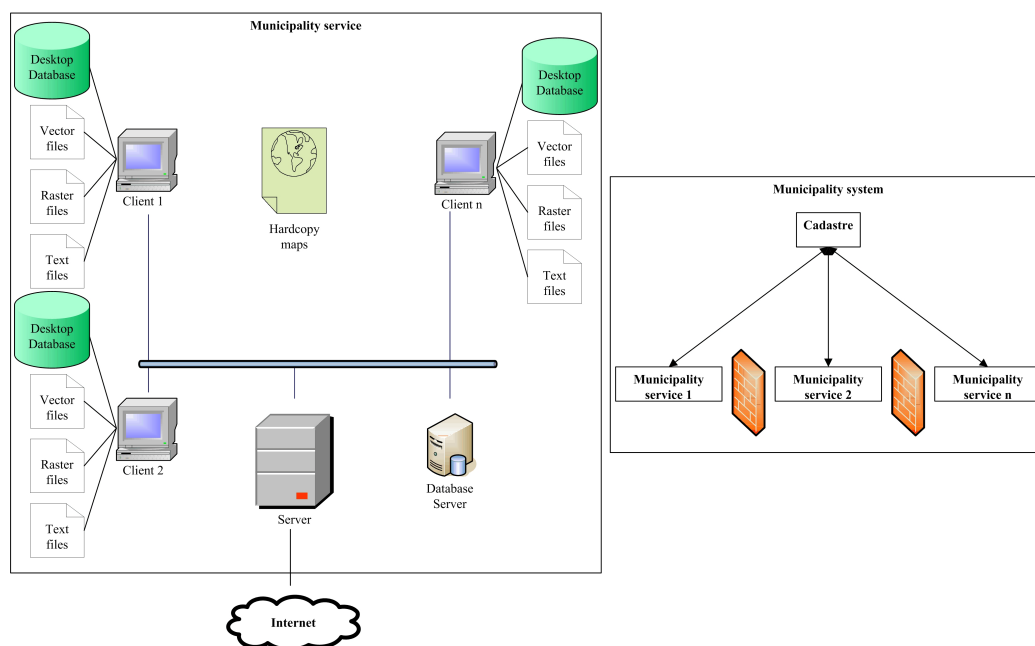 Municipality service
Desktop
Database
Vector
files
Raster
files
Text
files
Client 1
Hardcopy
maps
Desktop
Database
Vector
files
Raster
files
Text
files
Client n
Desktop
Database
Vector
files
Raster
files
Text
files
Client 2
Server
Database
Server
Internet
Municipality system
Cadastre
Municipality
service 1
Municipality
service 2
Municipality
service n